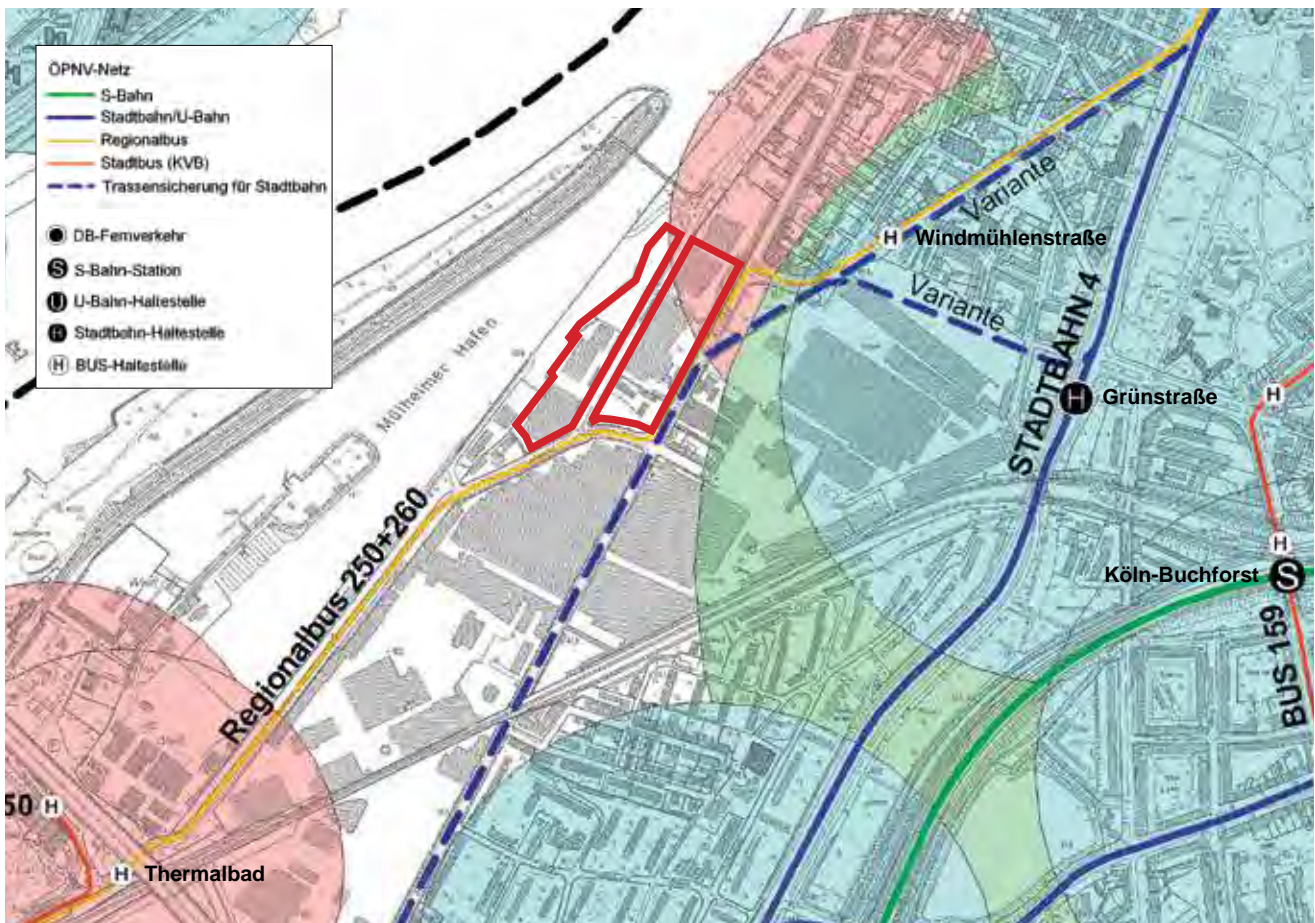 ÖPNV-Netz
S-Bahn
Stadtbahn/U-Bahn
Regionalbus
Stadtbus (KVB)
Trassensicherung für Stadtbahn
DB-Fernverkehr
S S-Bahn-Station
U U-Bahn-Haltestelle
H Stadtbahn-Haltestelle
H BUS-Haltestelle
Variante
H Windmühlenstraße
Variante
STADTBAHN 4
H Grünstraße
H
Mülheimer Hafen
Regionalbus 250+260
H
Köln-Buchforst S
BUS 159
50 H
H Thermalbad